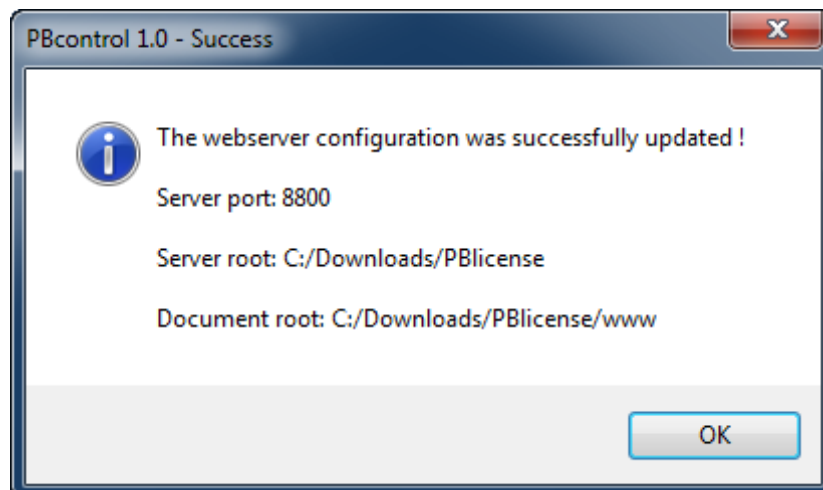 PBcontrol 1.0 - Success
The webserver configuration was successfully updated !
Server port: 8800
Server root: C:/Downloads/PBlicense
Document root: C:/Downloads/PBlicense/www
OK